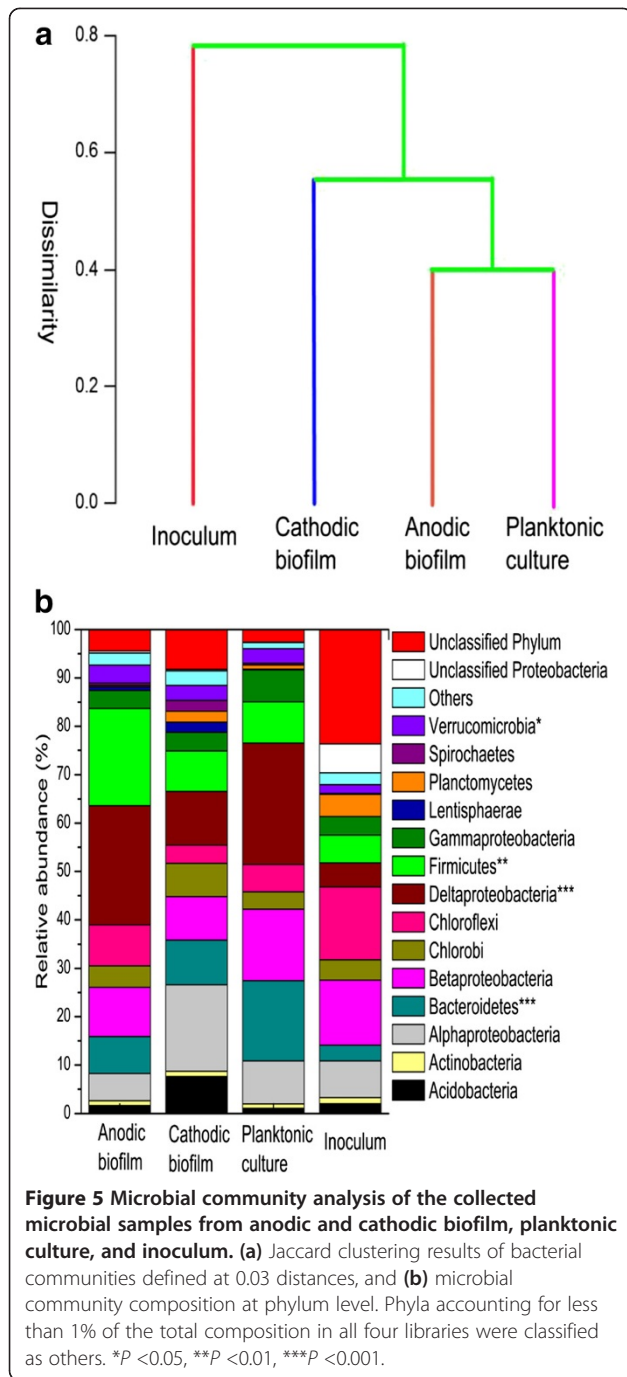 a
0.8
0.6
0.4
0.2
0.0
Dissimilarity
Inoculum
Cathodic
biofilm
Anodic
biofilm
Planktonic
culture
b
100
90
80
70
60
50
40
30
20
10
0
Relative abundance (%)
Anodic
biofilm
Cathodic
biofilm
Planktonic
culture
Inoculum
Unclassified Phylum
Unclassified Proteobacteria
Others
Verrucomicrobia*
Spirochaetes
Planctomycetes
Lentisphaerae
Gammaproteobacteria
Firmicutes**
Deltaproteobacteria***
Chloroflexi
Chlorobi
Betaproteobacteria
Bacteroidetes***
Alphaproteobacteria
Actinobacteria
Acidobacteria
Figure 5 Microbial community analysis of the collected
microbial samples from anodic and cathodic biofilm, planktonic
culture, and inoculum. (a) Jaccard clustering results of bacterial
communities defined at 0.03 distances, and (b) microbial
community composition at phylum level. Phyla accounting for less
than 1% of the total composition in all four libraries were classified
as others. *P <0.05, **P <0.01, ***P <0.001.